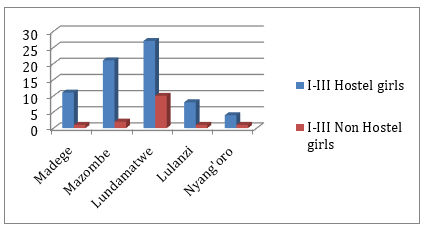 30
25
20
15
10
5
0
Madege
Mazombe
Lundamatwe
Lulanzi
Nyang'oro
I-III Hostel girls
I-III Non Hostel
girls